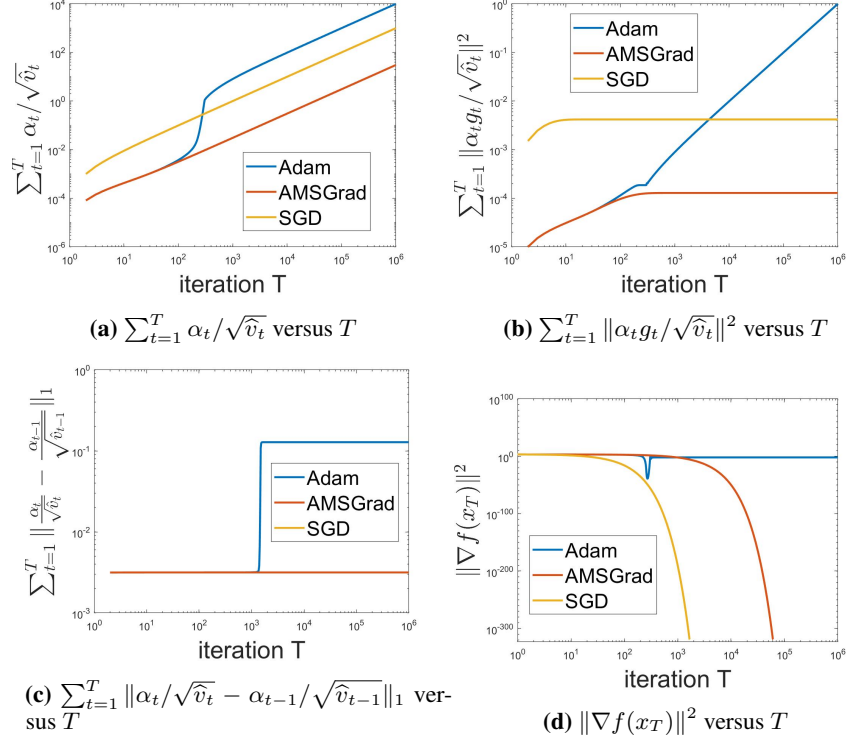 10^4
10^2
10^0
10^-2
10^-4
10^-6
∑_{t=1}^{T} α_t/√v̂_t
Adam
AMSGrad
SGD
10^0 10^1 10^2 10^3 10^4 10^5 10^6
iteration T
(a) ∑_{t=1}^{T} α_t/√v̂_t versus T
10^0
10^-1
10^-2
10^-3
10^-4
10^-5
∑_{t=1}^{T} ‖α_t g_t/√v̂_t‖^2
Adam
AMSGrad
SGD
10^0 10^1 10^2 10^3 10^4 10^5 10^6
iteration T
(b) ∑_{t=1}^{T} ‖α_t g_t/√v̂_t‖^2 versus T
10^0
10^-1
10^-2
10^-3
∑_{t=1}^{T} ‖α_t/√v̂_t − α_{t−1}/√v̂_{t−1}‖_1
Adam
AMSGrad
SGD
10^0 10^1 10^2 10^3 10^4 10^5 10^6
iteration T
(c) ∑_{t=1}^{T} ‖α_t/√v̂_t − α_{t−1}/√v̂_{t−1}‖_1 ver-
sus T
10^100
10^0
10^-100
10^-200
10^-300
‖∇f(x_T)‖^2
Adam
AMSGrad
SGD
10^0 10^1 10^2 10^3 10^4 10^5 10^6
iteration T
(d) ‖∇f(x_T)‖^2 versus T